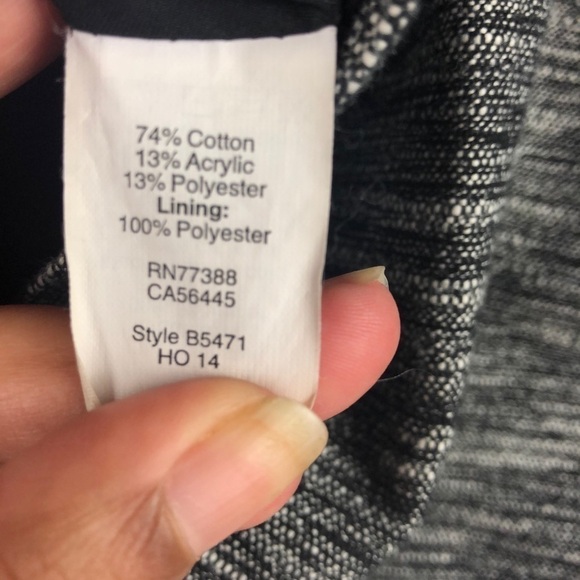 74% Cotton
13% Acrylic
13% Polyester
Lining:
100% Polyester
RN77388
CA56445
Style B5471
HO 14